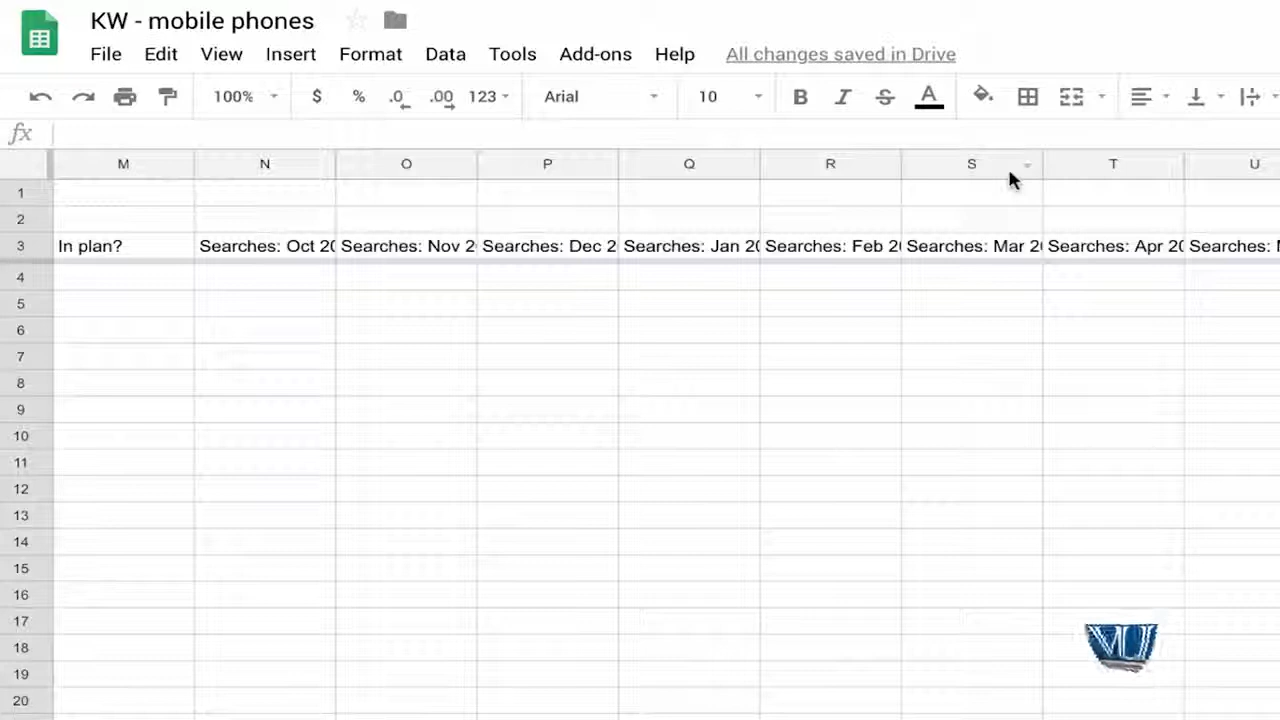 KW - mobile phones
File Edit View Insert Format Data Tools Add-ons Help All changes saved in Drive
100% $ % .0 .00 123 Arial 10 B I S A
fx
M N O P Q R S T U
1
2
3 In plan? Searches: Oct 20 Searches: Nov 2 Searches: Dec 2 Searches: Jan 20 Searches: Feb 20 Searches: Mar 20 Searches: Apr 20 Searches: M
4
5
6
7
8
9
10
11
12
13
14
15
16
17
18
19
20
VU